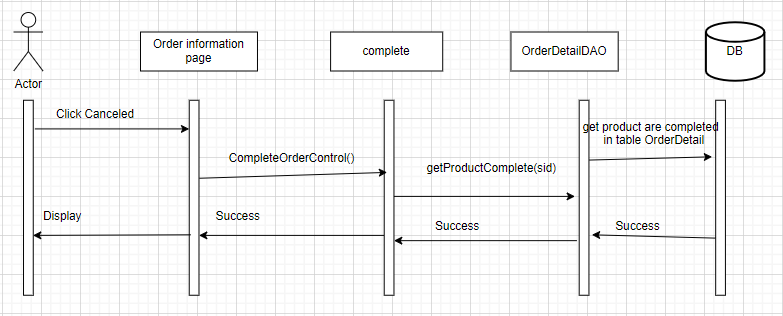 Actor
Order information
page
complete
OrderDetailDAO
DB
Click Canceled
CompleteOrderControl()
getProductComplete(sid)
get product are completed
in table OrderDetail
Display
Success
Success
Success